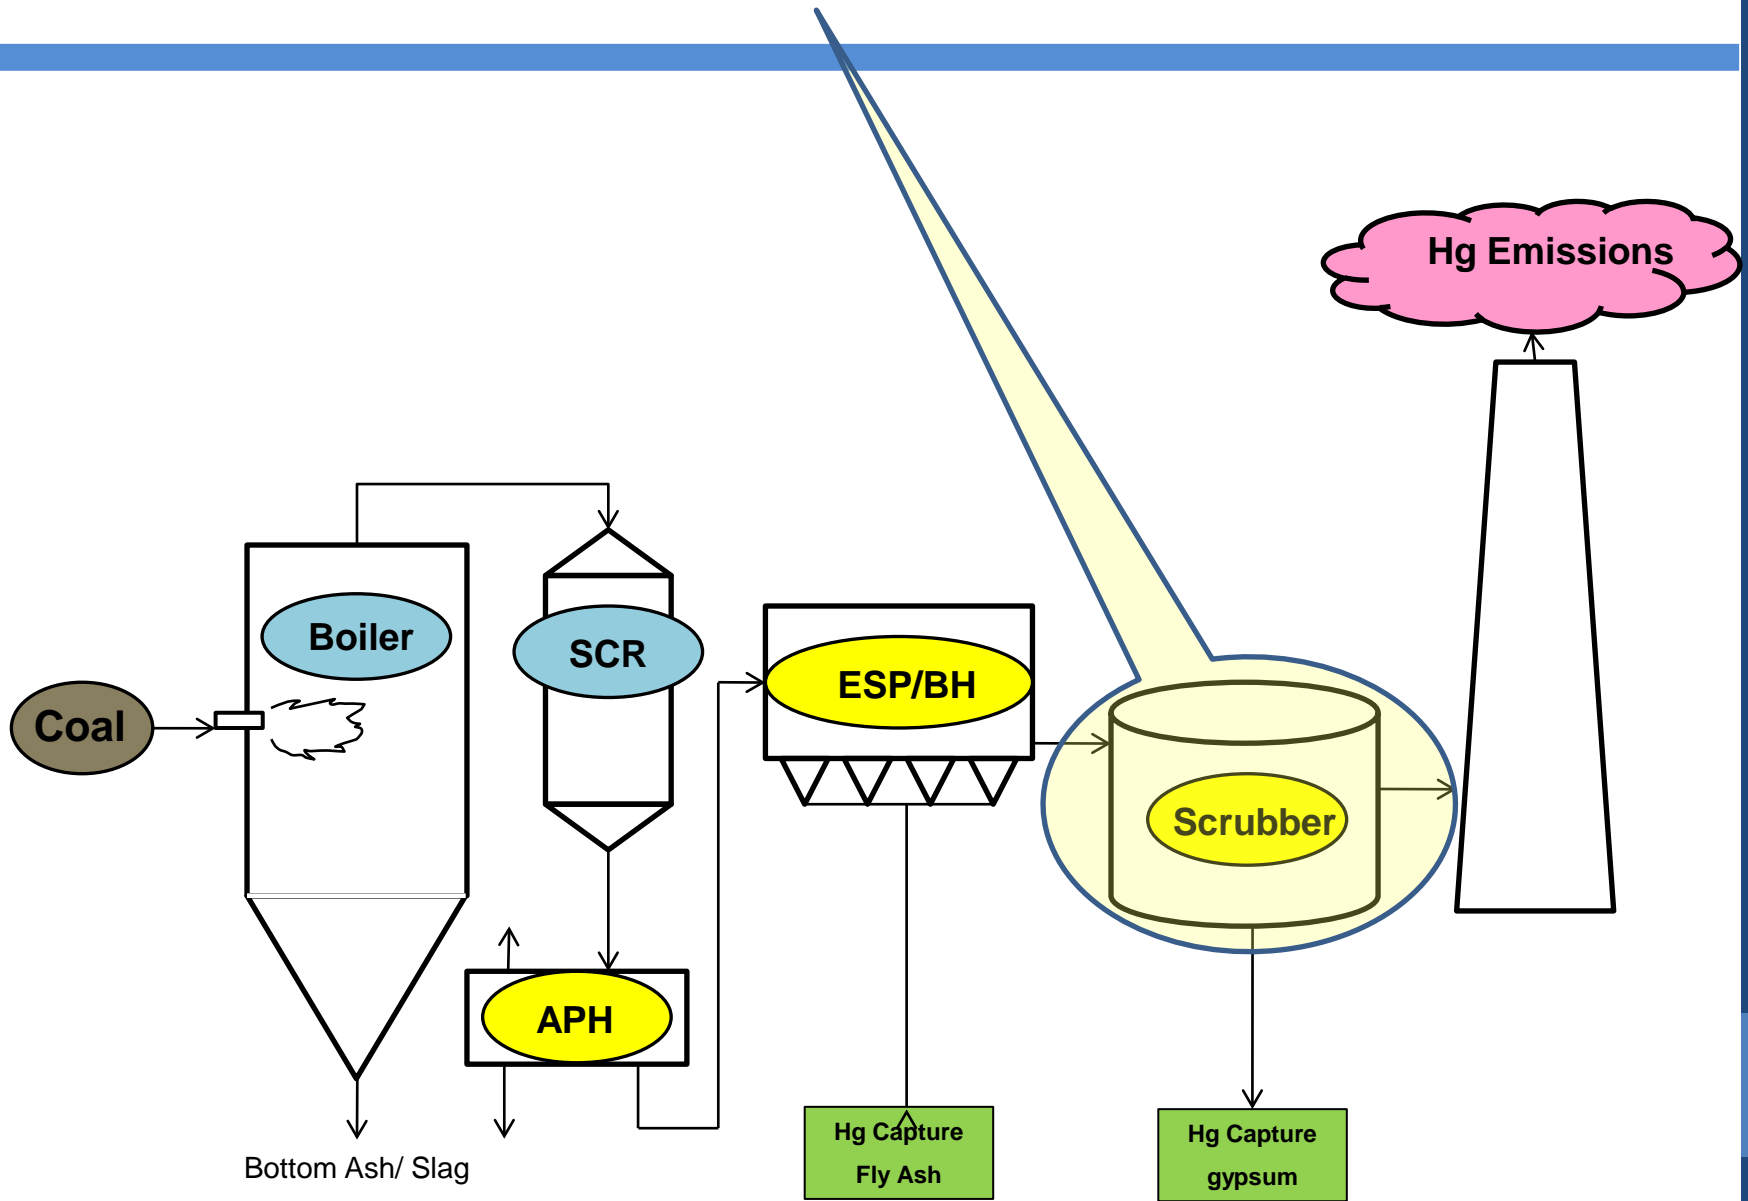 Hg Emissions
Boiler
SCR
ESP/BH
Coal
Scrubber
APH
Hg Capture
Fly Ash
Hg Capture
gypsum
Bottom Ash/ Slag